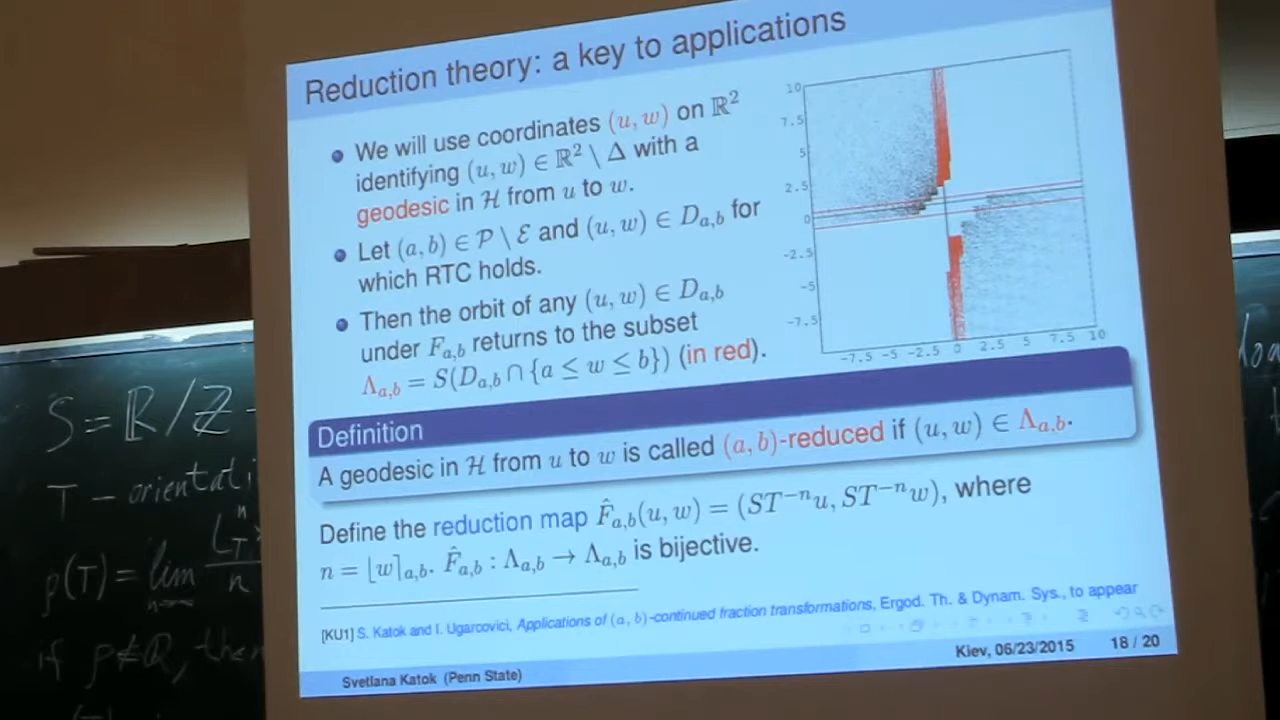 Reduction theory: a key to applications
We will use coordinates (u, w) on ℝ²
identifying (u, w) ∈ ℝ² \ Δ with a
geodesic in ℋ from u to w.
Let (a, b) ∈ 𝒫 \ ℰ and (u, w) ∈ D_{a,b} for
which RTC holds.
Then the orbit of any (u, w) ∈ D_{a,b}
under F_{a,b} returns to the subset
Λ_{a,b} = S(D_{a,b} ∩ {a ≤ w ≤ b}) (in red).
10
7.5
5
2.5
0
-2.5
-5
-7.5
-7.5 -5 -2.5 0 2.5 5 7.5 10
Definition
A geodesic in ℋ from u to w is called (a, b)-reduced if (u, w) ∈ Λ_{a,b}.
Define the reduction map F̂_{a,b}(u, w) = (ST⁻ⁿu, ST⁻ⁿw), where
n = ⌊w⌉_{a,b}. F̂_{a,b} : Λ_{a,b} → Λ_{a,b} is bijective.
[KU1] S. Katok and I. Ugarcovici, Applications of (a, b)-continued fraction transformations, Ergod. Th. & Dynam. Sys., to appear
Svetlana Katok (Penn State)
Kiev, 06/23/2015
18 / 20
S = ℝ/ℤ
T – orientati
ρ(T) = lim
n
if ρ∉ℚ, then